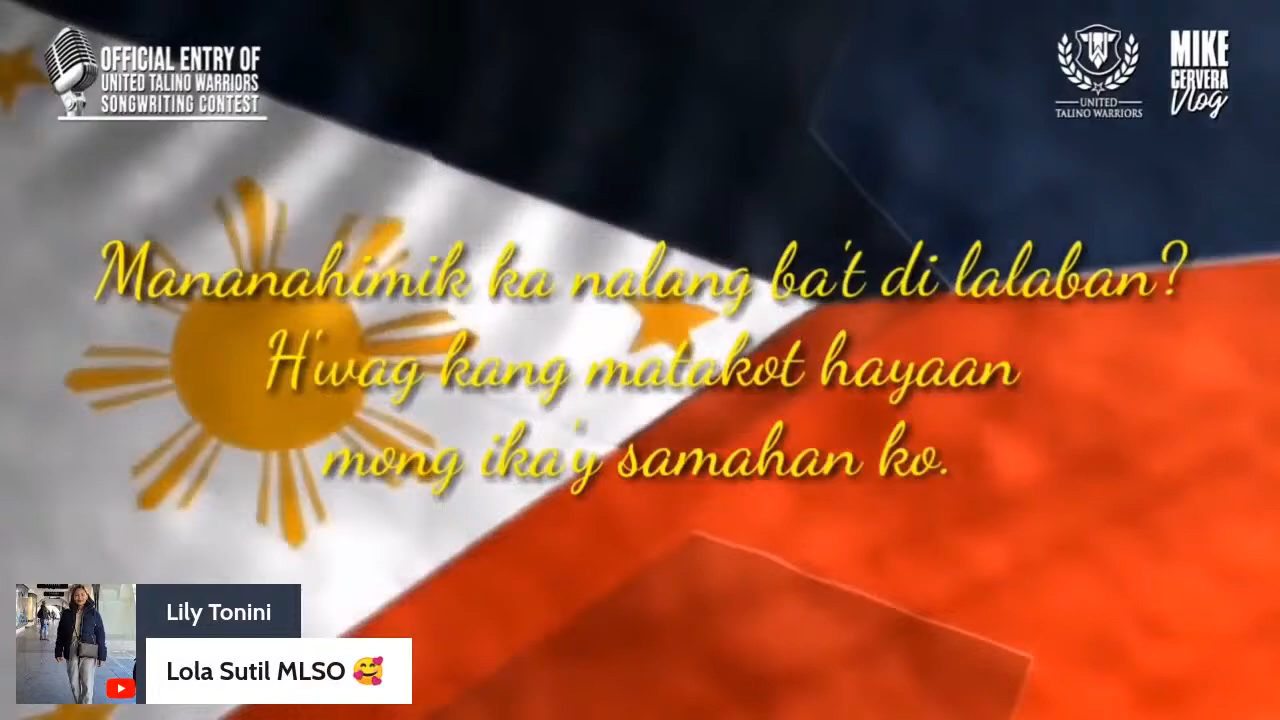 OFFICIAL ENTRY OF
UNITED TALINO WARRIORS
SONGWRITING CONTEST
UNITED
TALINO WARRIORS
MIKE
CERVERA
Vlog
Mananahimik ka nalang ba't di lalaban?
H'wag kang matakot hayaan
mong ika'y samahan ko.
Lily Tonini
Lola Sutil MLSO 🥰